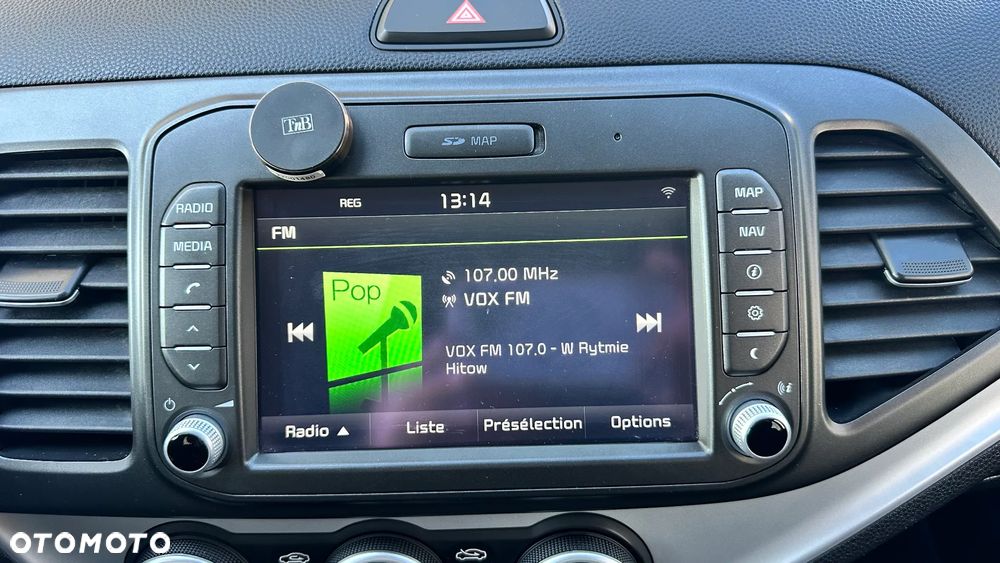 TnB
SD MAP
RADIO
MEDIA
MAP
NAV
REG
13:14
FM
Pop
107.00 MHz
VOX FM
VOX FM 107.0 - W Rytmie
Hitow
Radio ▲
Liste
Présélection
Options
OTOMOTO